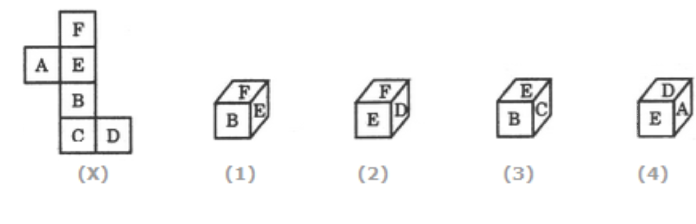 F
A E
B
C D
F
B E
F
E D
E
B C
D
E A
(X) (1) (2) (3) (4)